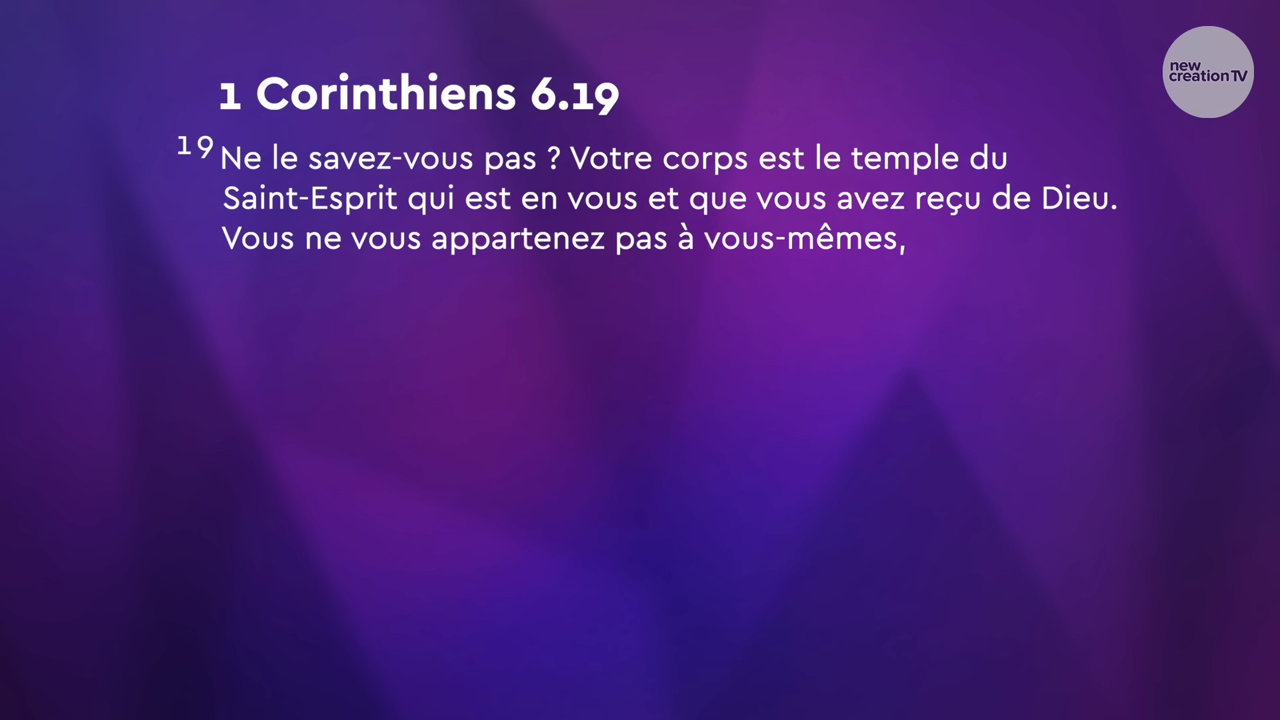 new
creation TV
1 Corinthiens 6.19
19 Ne le savez-vous pas ? Votre corps est le temple du
Saint-Esprit qui est en vous et que vous avez reçu de Dieu.
Vous ne vous appartenez pas à vous-mêmes,